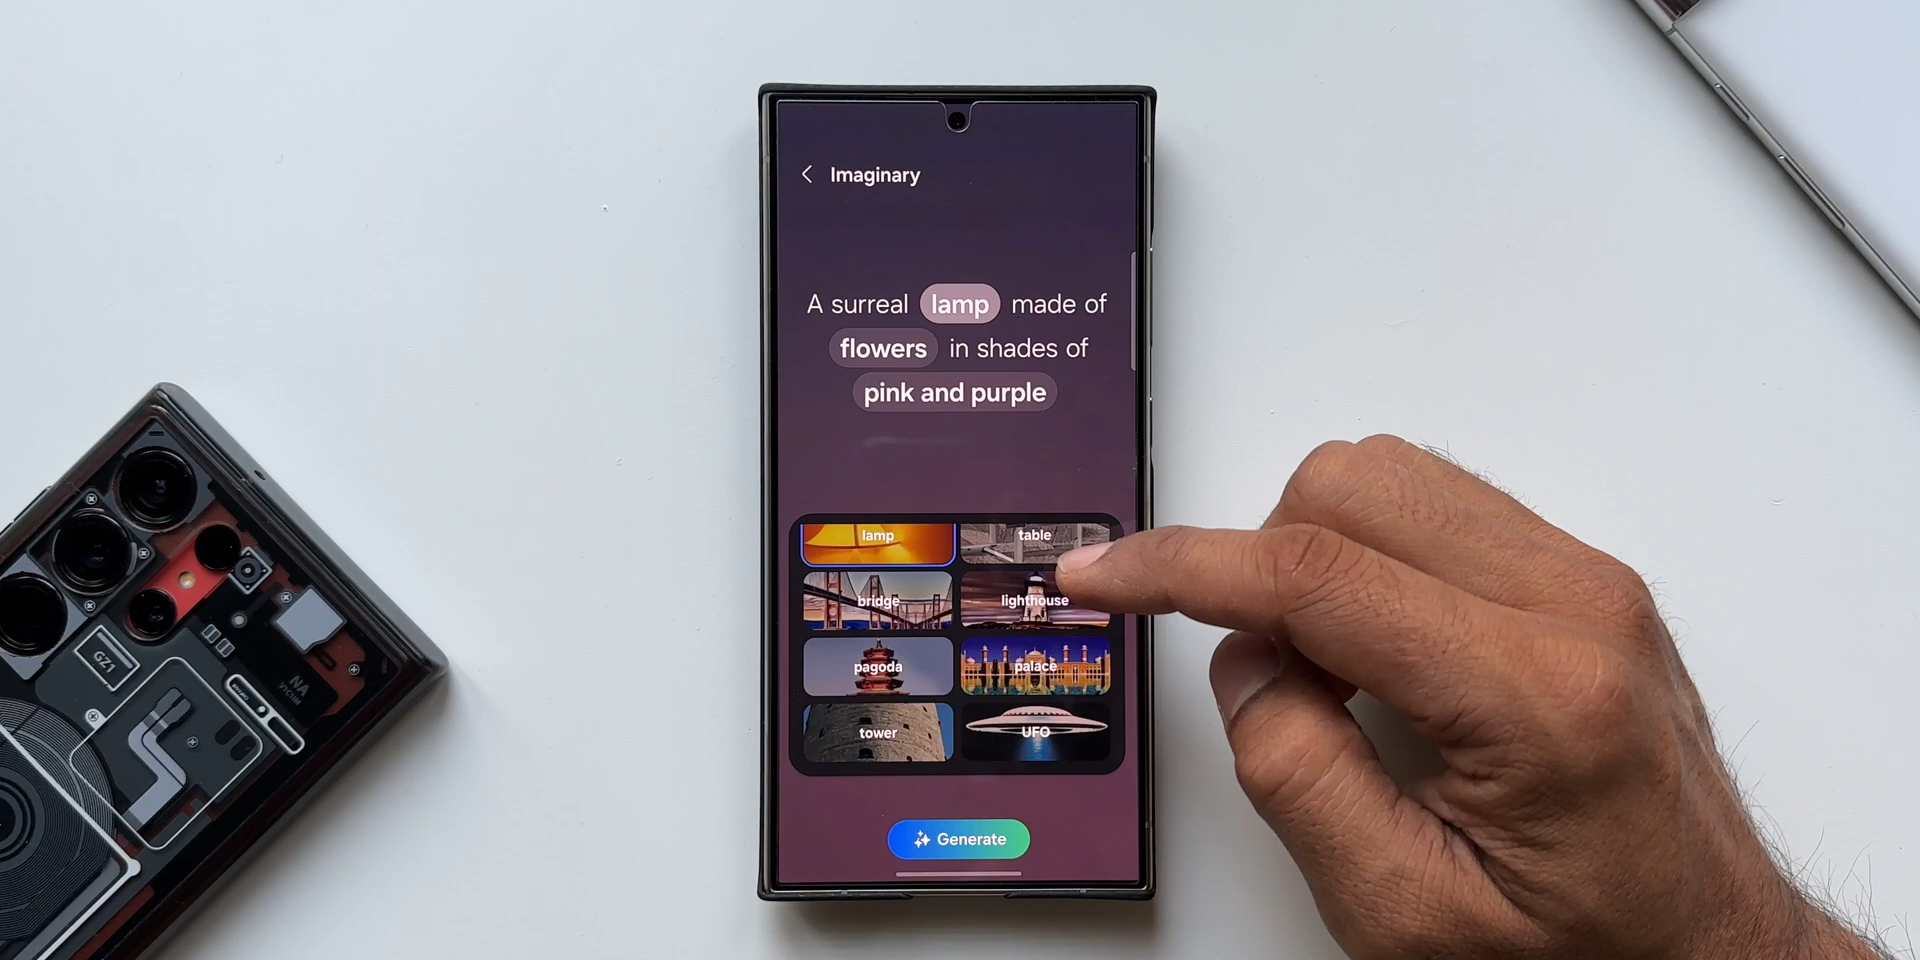 Imaginary
A surreal lamp made of
flowers in shades of
pink and purple
lamp table
bridge lighthouse
pagoda palace
tower UFO
Generate
GZ1
NA